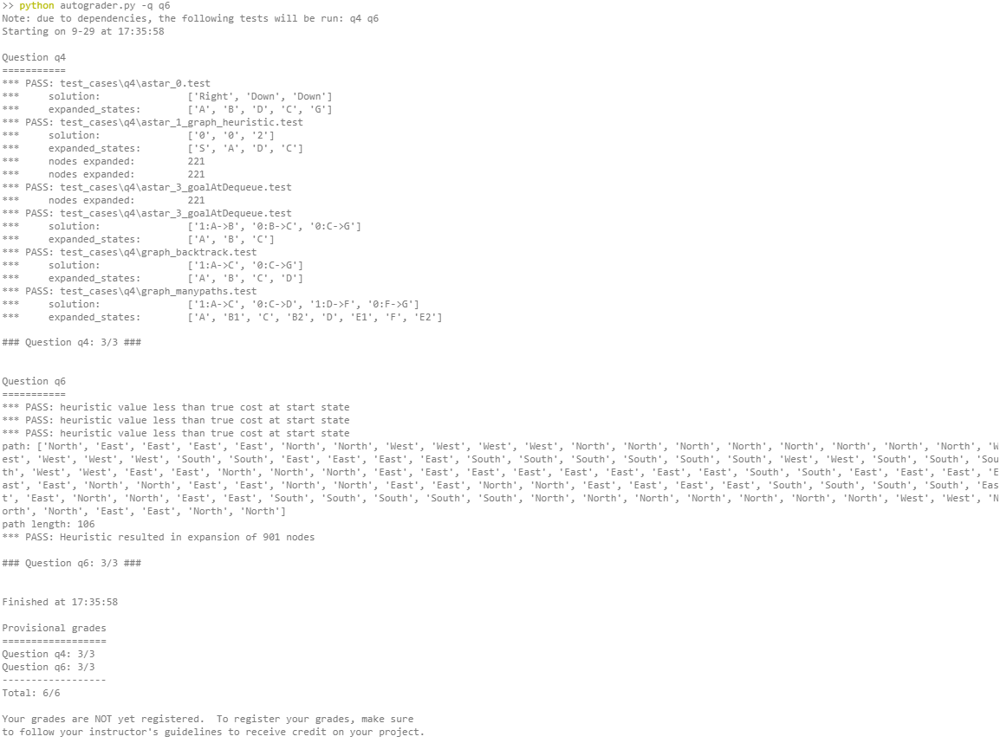 >> python autograder.py -q q6
Note: due to dependencies, the following tests will be run: q4 q6
Starting on 9-29 at 17:35:58
Question q4
===========
*** PASS: test_cases\q4\astar_0.test
***     solution:               ['Right', 'Down', 'Down']
***     expanded_states:        ['A', 'B', 'D', 'C', 'G']
*** PASS: test_cases\q4\astar_1_graph_heuristic.test
***     solution:               ['0', '0', '2']
***     expanded_states:        ['S', 'A', 'D', 'C']
***     nodes expanded:         221
***     nodes expanded:         221
*** PASS: test_cases\q4\astar_3_goalAtDequeue.test
***     nodes expanded:         221
*** PASS: test_cases\q4\astar_3_goalAtDequeue.test
***     solution:               ['1:A->B', '0:B->C', '0:C->G']
***     expanded_states:        ['A', 'B', 'C']
*** PASS: test_cases\q4\graph_backtrack.test
***     solution:               ['1:A->C', '0:C->G']
***     expanded_states:        ['A', 'B', 'C', 'D']
*** PASS: test_cases\q4\graph_manypaths.test
***     solution:               ['1:A->C', '0:C->D', '1:D->F', '0:F->G']
***     expanded_states:        ['A', 'B1', 'C', 'B2', 'D', 'E1', 'F', 'E2']
### Question q4: 3/3 ###
Question q6
===========
*** PASS: heuristic value less than true cost at start state
*** PASS: heuristic value less than true cost at start state
*** PASS: heuristic value less than true cost at start state
path: ['North', 'East', 'East', 'East', 'East', 'North', 'North', 'West', 'West', 'West', 'West', 'North', 'North', 'North', 'North', 'North', 'North', 'North', 'North', 'W
est', 'West', 'West', 'West', 'South', 'South', 'East', 'East', 'East', 'East', 'South', 'South', 'South', 'South', 'South', 'South', 'West', 'West', 'South', 'South', 'Sou
th', 'West', 'West', 'East', 'East', 'North', 'North', 'North', 'East', 'East', 'East', 'East', 'East', 'East', 'East', 'East', 'South', 'South', 'East', 'East', 'East', 'E
ast', 'East', 'North', 'North', 'East', 'East', 'North', 'North', 'East', 'East', 'North', 'North', 'East', 'East', 'East', 'East', 'South', 'South', 'South', 'South', 'Eas
t', 'East', 'North', 'North', 'East', 'East', 'South', 'South', 'South', 'South', 'South', 'North', 'North', 'North', 'North', 'North', 'North', 'North', 'West', 'West', 'N
orth', 'North', 'East', 'East', 'North', 'North']
path length: 106
*** PASS: Heuristic resulted in expansion of 901 nodes
### Question q6: 3/3 ###
Finished at 17:35:58
Provisional grades
==================
Question q4: 3/3
Question q6: 3/3
------------------
Total: 6/6
Your grades are NOT yet registered.  To register your grades, make sure
to follow your instructor's guidelines to receive credit on your project.